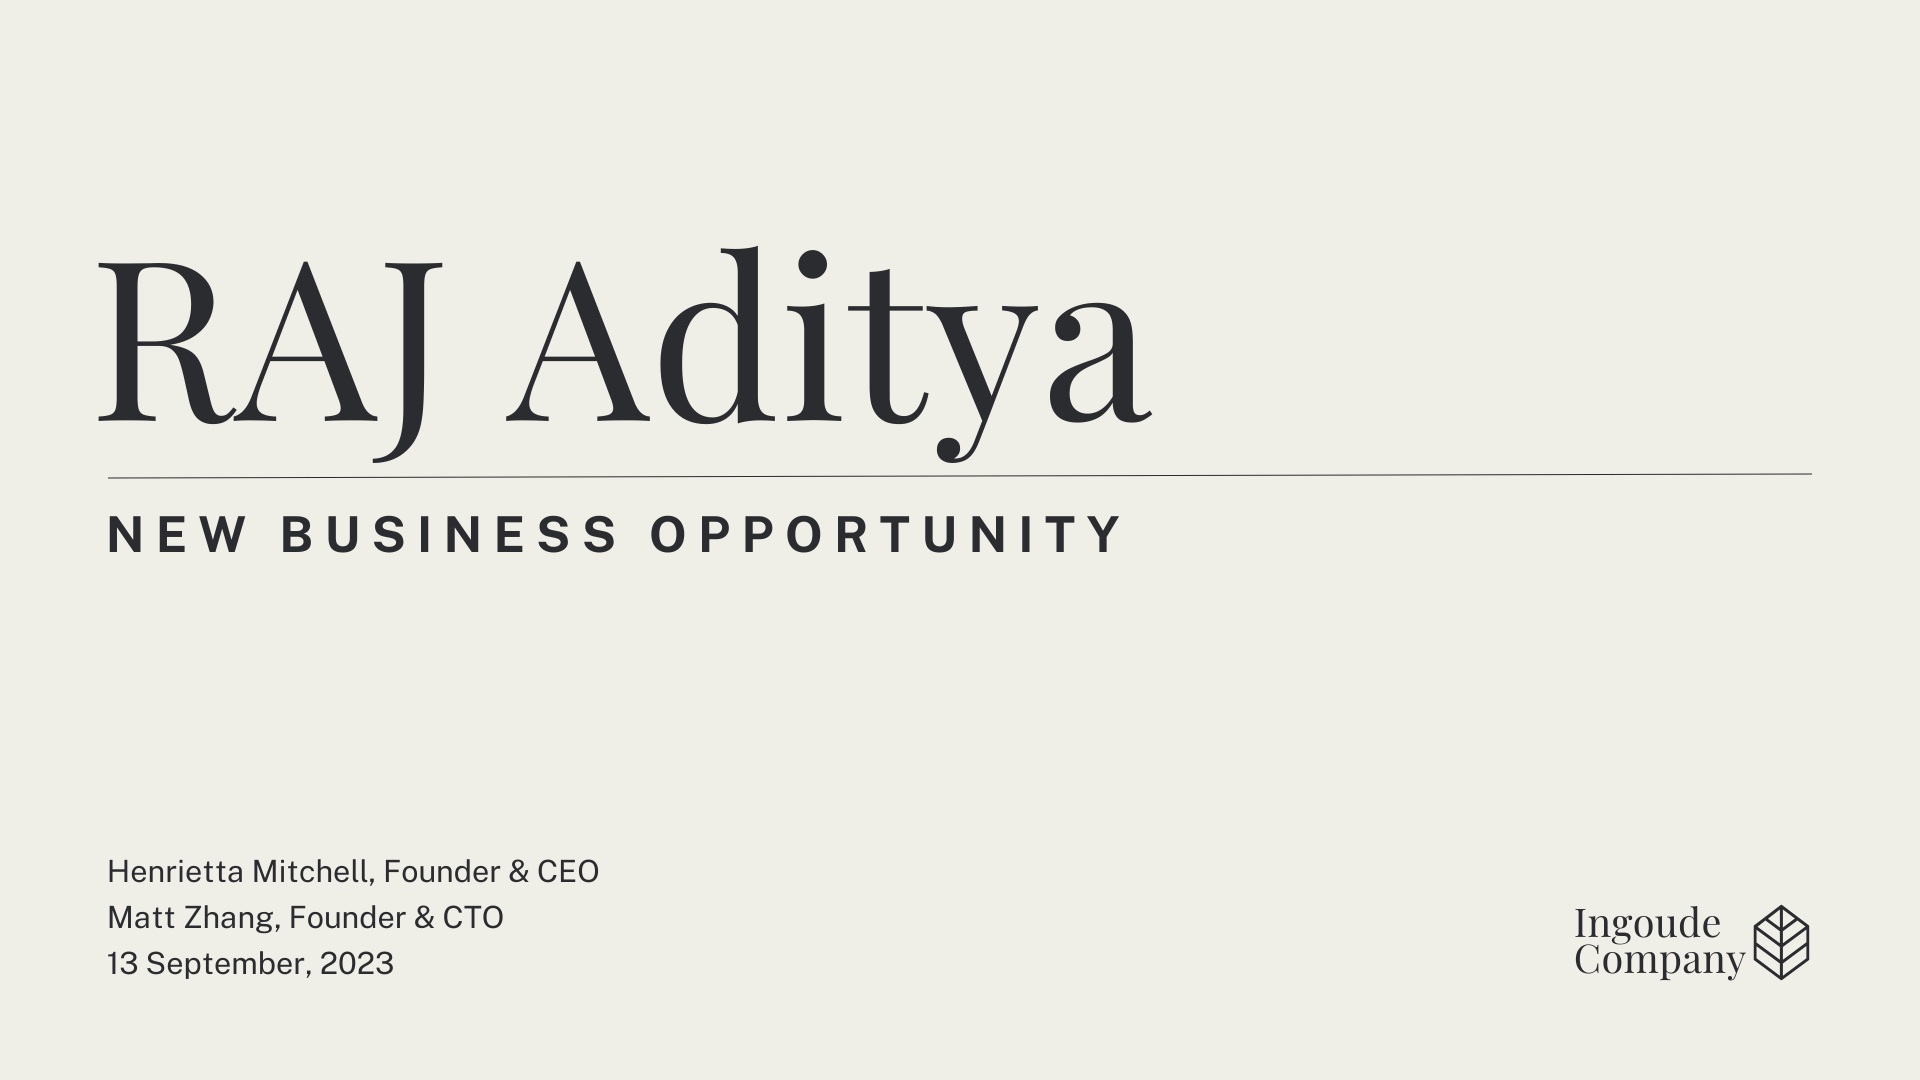 RAJ Aditya
NEW BUSINESS OPPORTUNITY
Henrietta Mitchell, Founder & CEO
Matt Zhang, Founder & CTO
13 September, 2023
Ingoude
Company